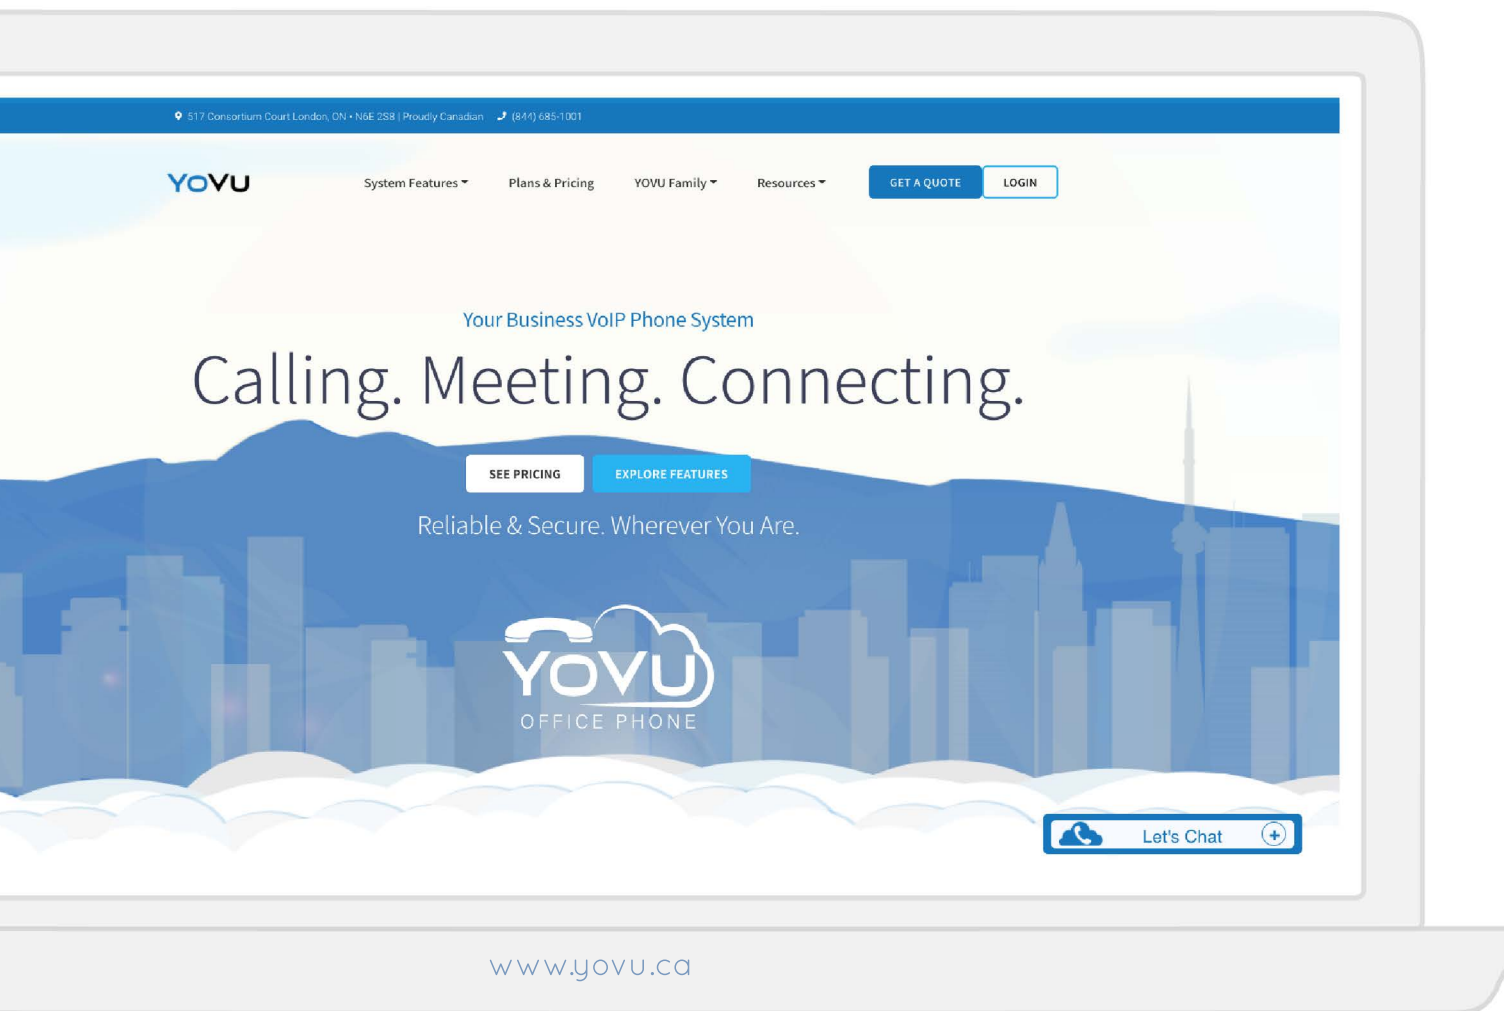 517 Consortium Court London, ON • N6E 2S8 | Proudly Canadian (844) 685-1001
YOVU System Features Plans & Pricing YOVU Family Resources GET A QUOTE LOGIN
Your Business VoIP Phone System
Calling. Meeting. Connecting.
SEE PRICING EXPLORE FEATURES
Reliable & Secure. Wherever You Are.
YOVU
OFFICE PHONE
Let's Chat
www.yovu.ca